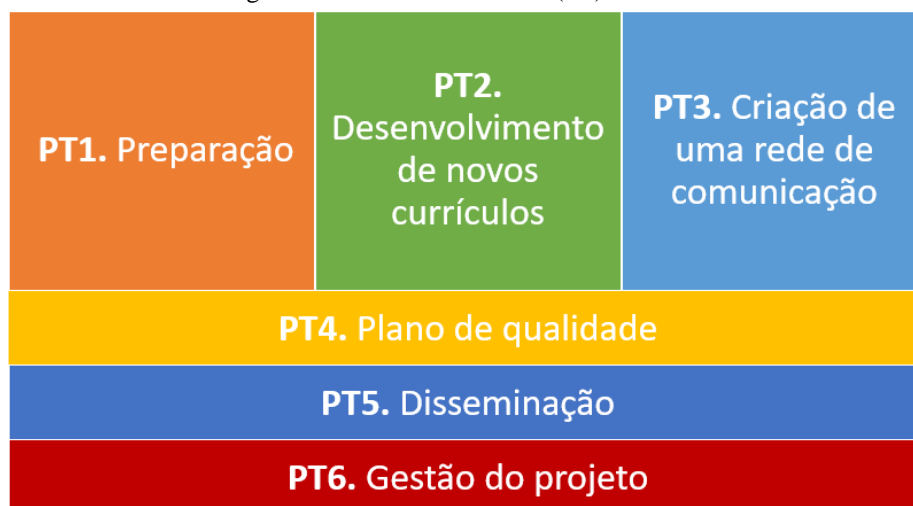 PT1. Preparação
PT2.
Desenvolvimento
de novos
currículos
PT3. Criação de
uma rede de
comunicação
PT4. Plano de qualidade
PT5. Disseminação
PT6. Gestão do projeto